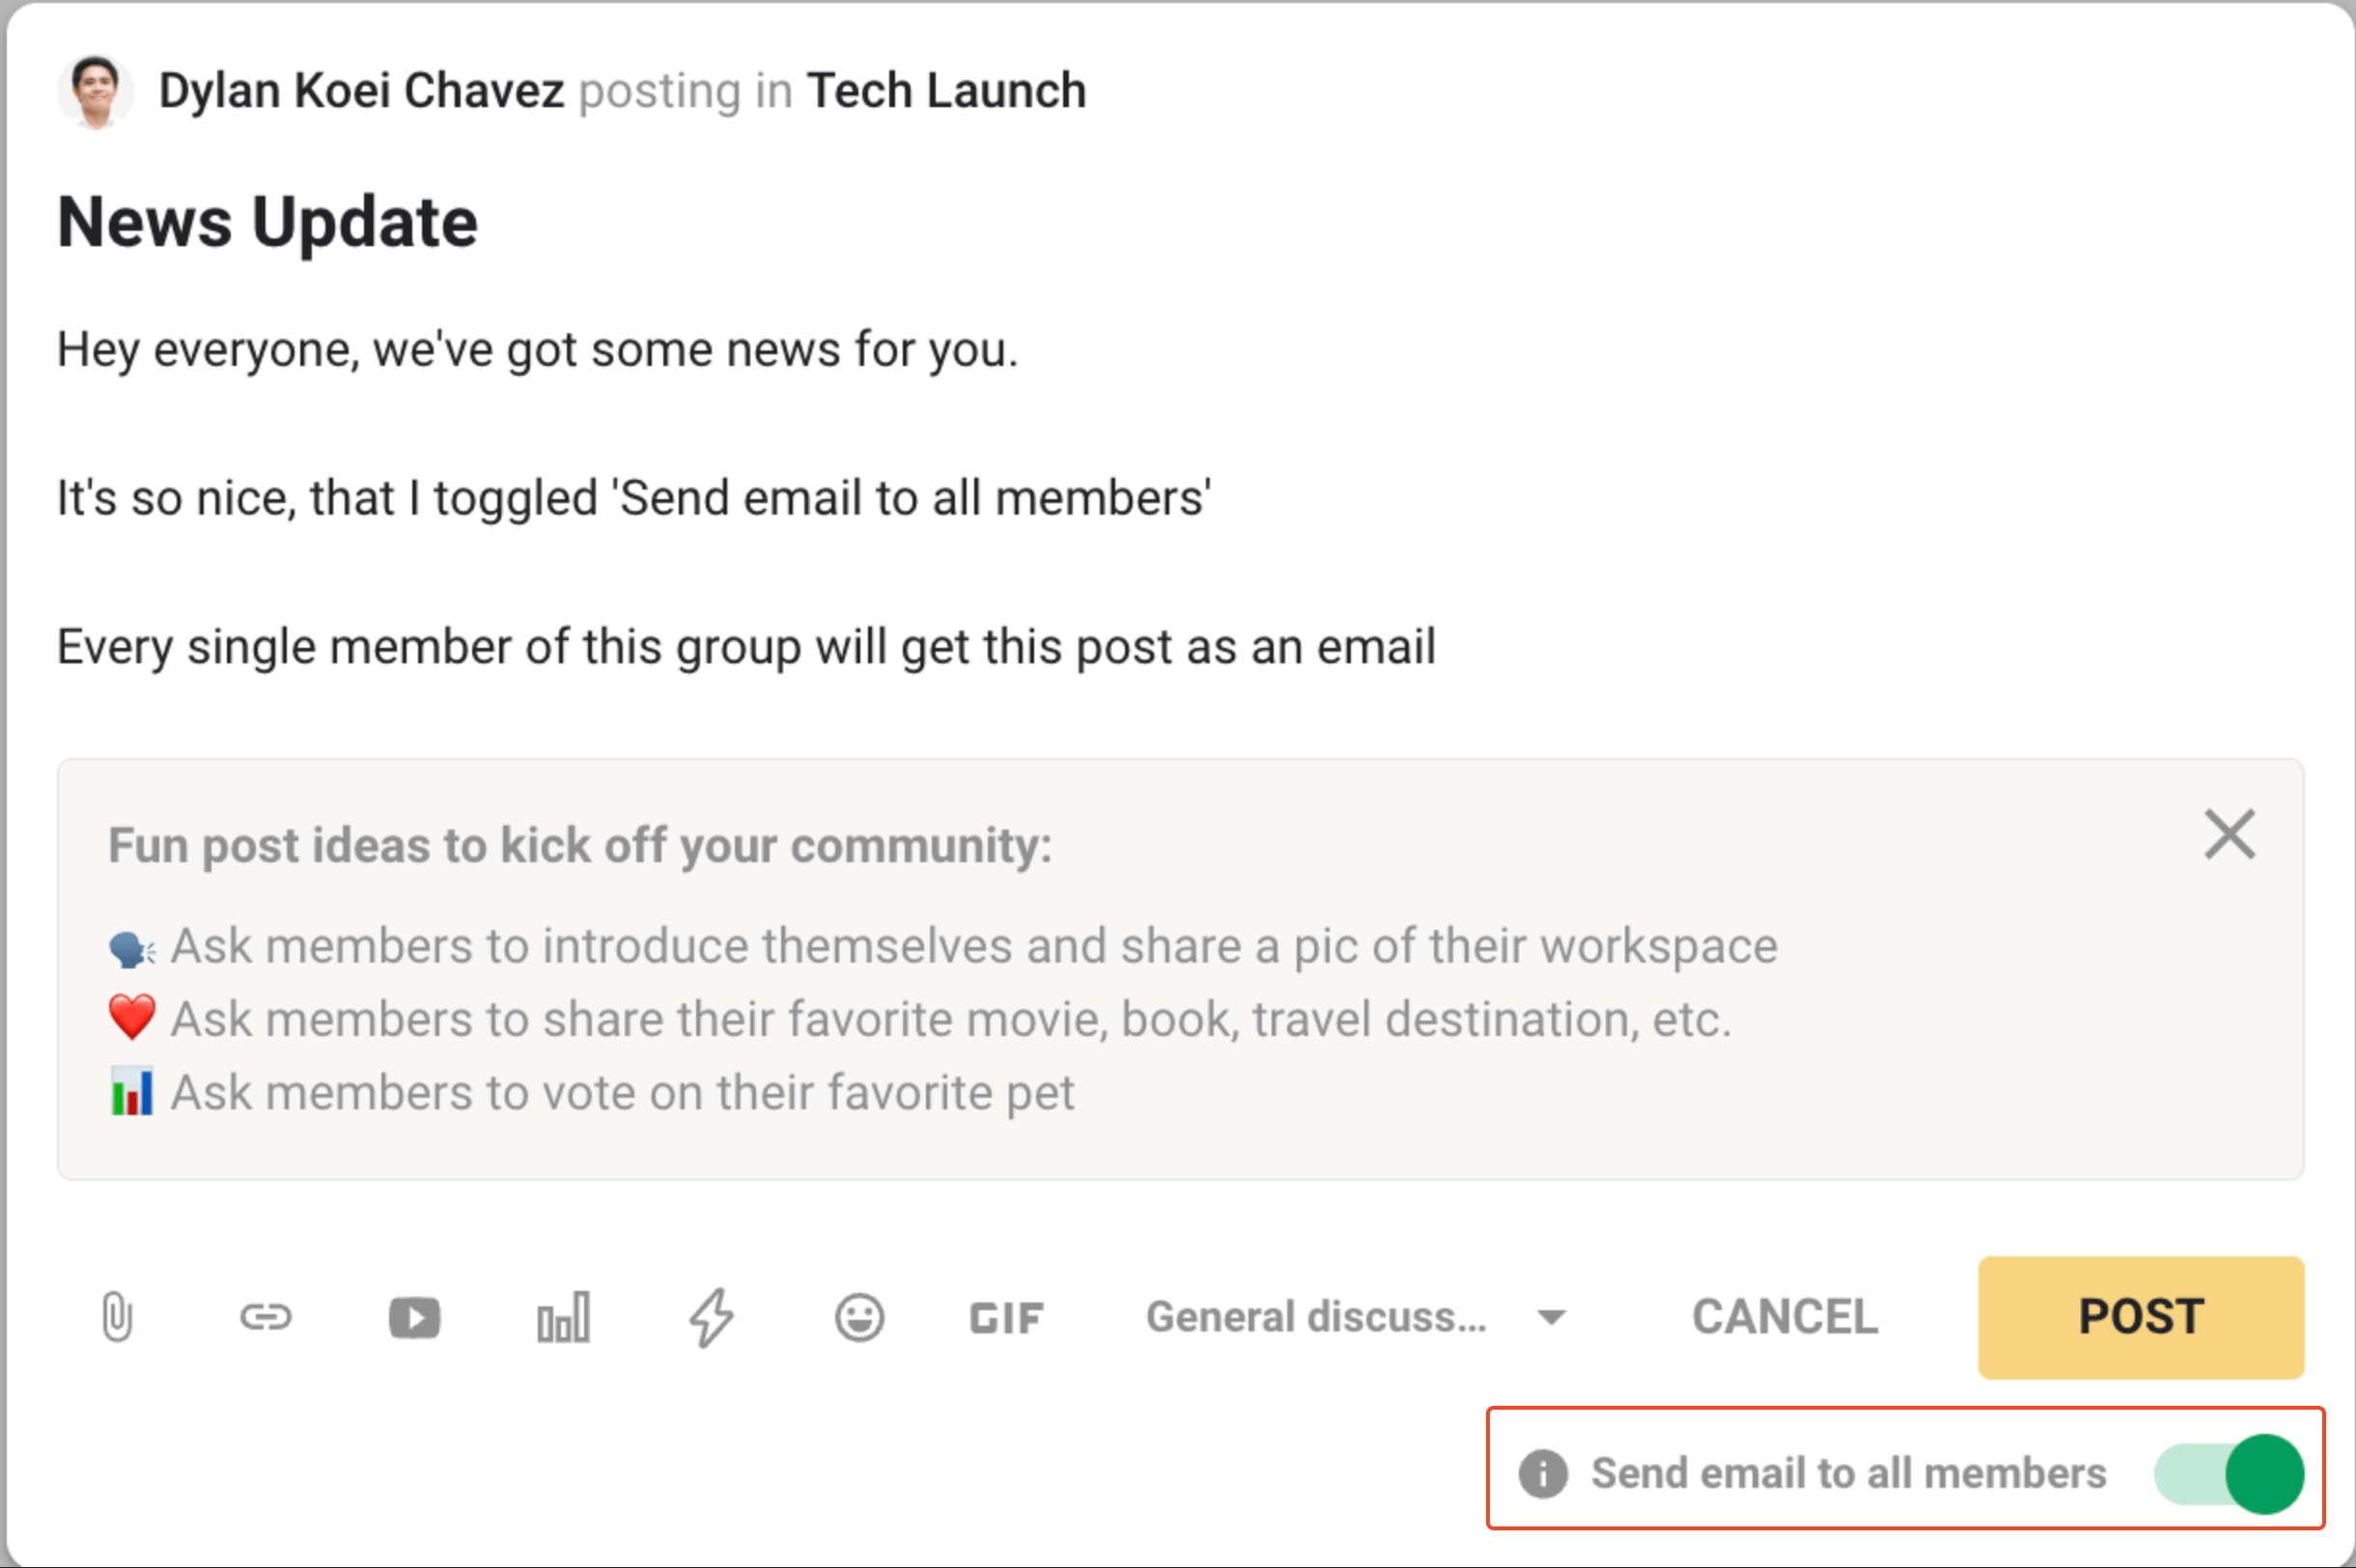 Dylan Koei Chavez posting in Tech Launch
News Update
Hey everyone, we've got some news for you.
It's so nice, that I toggled 'Send email to all members'
Every single member of this group will get this post as an email
Fun post ideas to kick off your community:
Ask members to introduce themselves and share a pic of their workspace
Ask members to share their favorite movie, book, travel destination, etc.
Ask members to vote on their favorite pet
GIF General discuss... CANCEL POST
Send email to all members